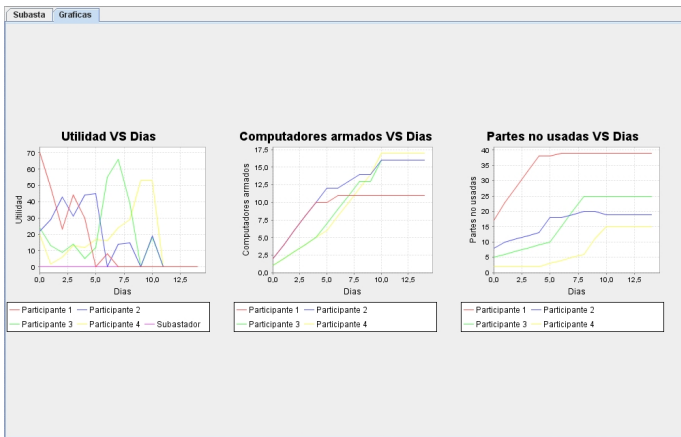 Subasta Graficas
Utilidad VS Dias
70
60
50
40
30
20
10
0
Utilidad
0,0 2,5 5,0 7,5 10,0 12,5
Dias
Participante 1 Participante 2
Participante 3 Participante 4 Subastador
Computadores armados VS Dias
17,5
15,0
12,5
10,0
7,5
5,0
2,5
0,0
Computadores armados
0,0 2,5 5,0 7,5 10,0 12,5
Dias
Participante 1 Participante 2
Participante 3 Participante 4
Partes no usadas VS Dias
40
35
30
25
20
15
10
5
0
Partes no usadas
0,0 2,5 5,0 7,5 10,0 12,5
Dias
Participante 1 Participante 2
Participante 3 Participante 4